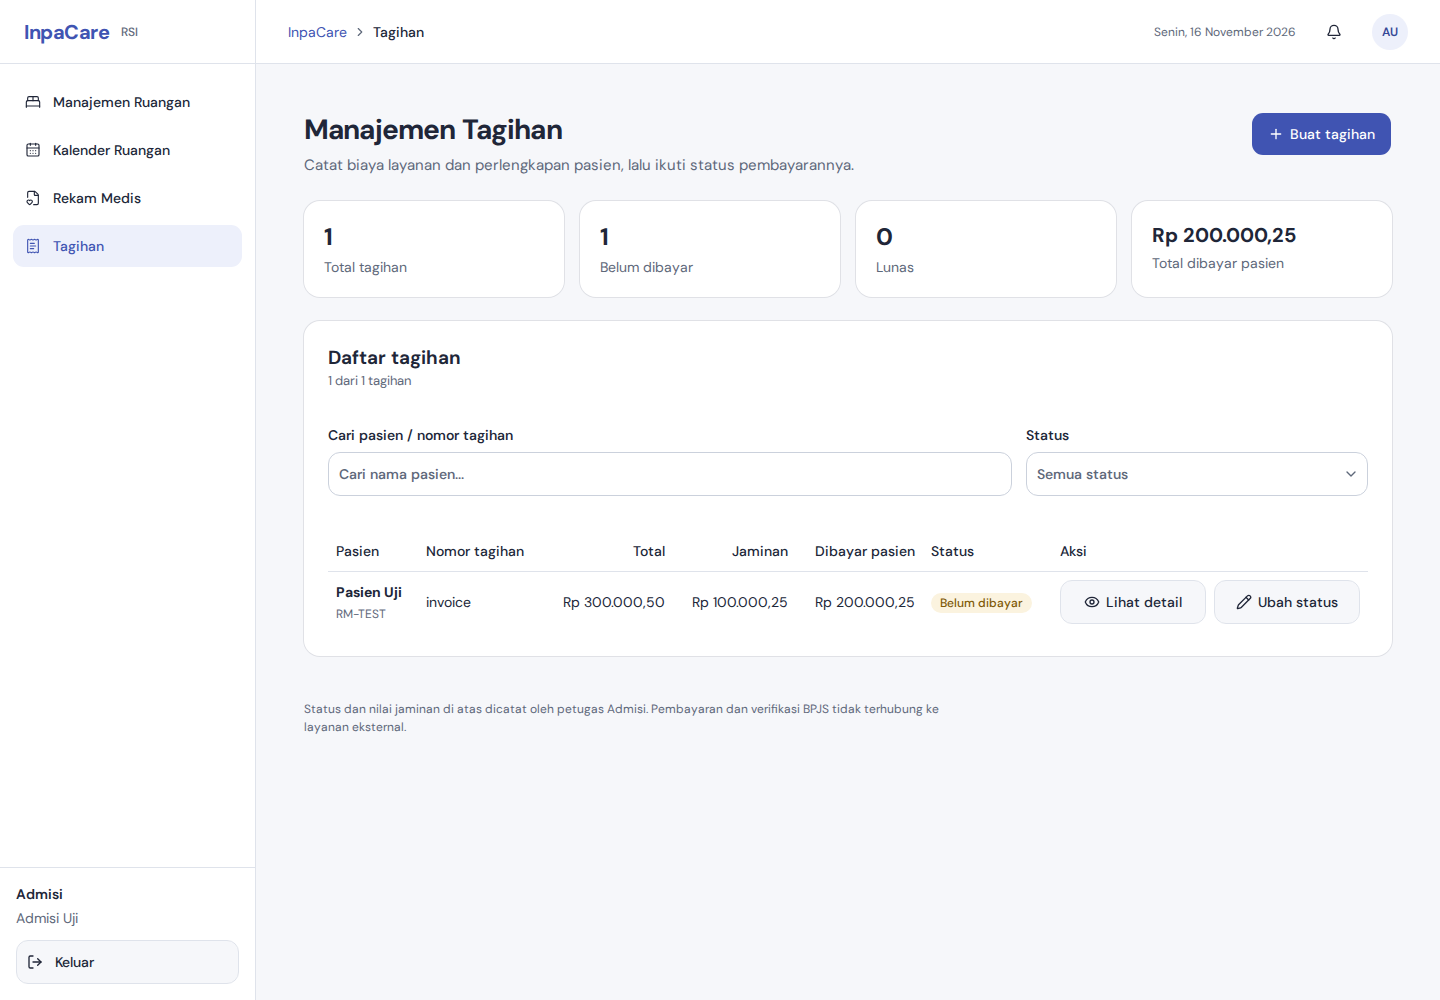 InpaCare RSI
InpaCare > Tagihan
Senin, 16 November 2026
AU
Manajemen Ruangan
Kalender Ruangan
Rekam Medis
Tagihan
Manajemen Tagihan
Catat biaya layanan dan perlengkapan pasien, lalu ikuti status pembayarannya.
Buat tagihan
1
Total tagihan
1
Belum dibayar
0
Lunas
Rp 200.000,25
Total dibayar pasien
Daftar tagihan
1 dari 1 tagihan
Cari pasien / nomor tagihan
Cari nama pasien...
Status
Semua status
Pasien Nomor tagihan Total Jaminan Dibayar pasien Status Aksi
Pasien Uji
RM-TEST
invoice Rp 300.000,50 Rp 100.000,25 Rp 200.000,25 Belum dibayar Lihat detail Ubah status
Status dan nilai jaminan di atas dicatat oleh petugas Admisi. Pembayaran dan verifikasi BPJS tidak terhubung ke
layanan eksternal.
Admisi
Admisi Uji
Keluar